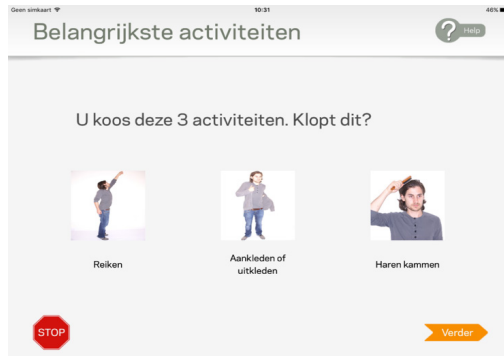 Geen simkaart 10:31 46%
Belangrijkste activiteiten
Help
U koos deze 3 activiteiten. Klopt dit?
Reiken
Aankleden of
uitkleden
Haren kammen
STOP
Verder